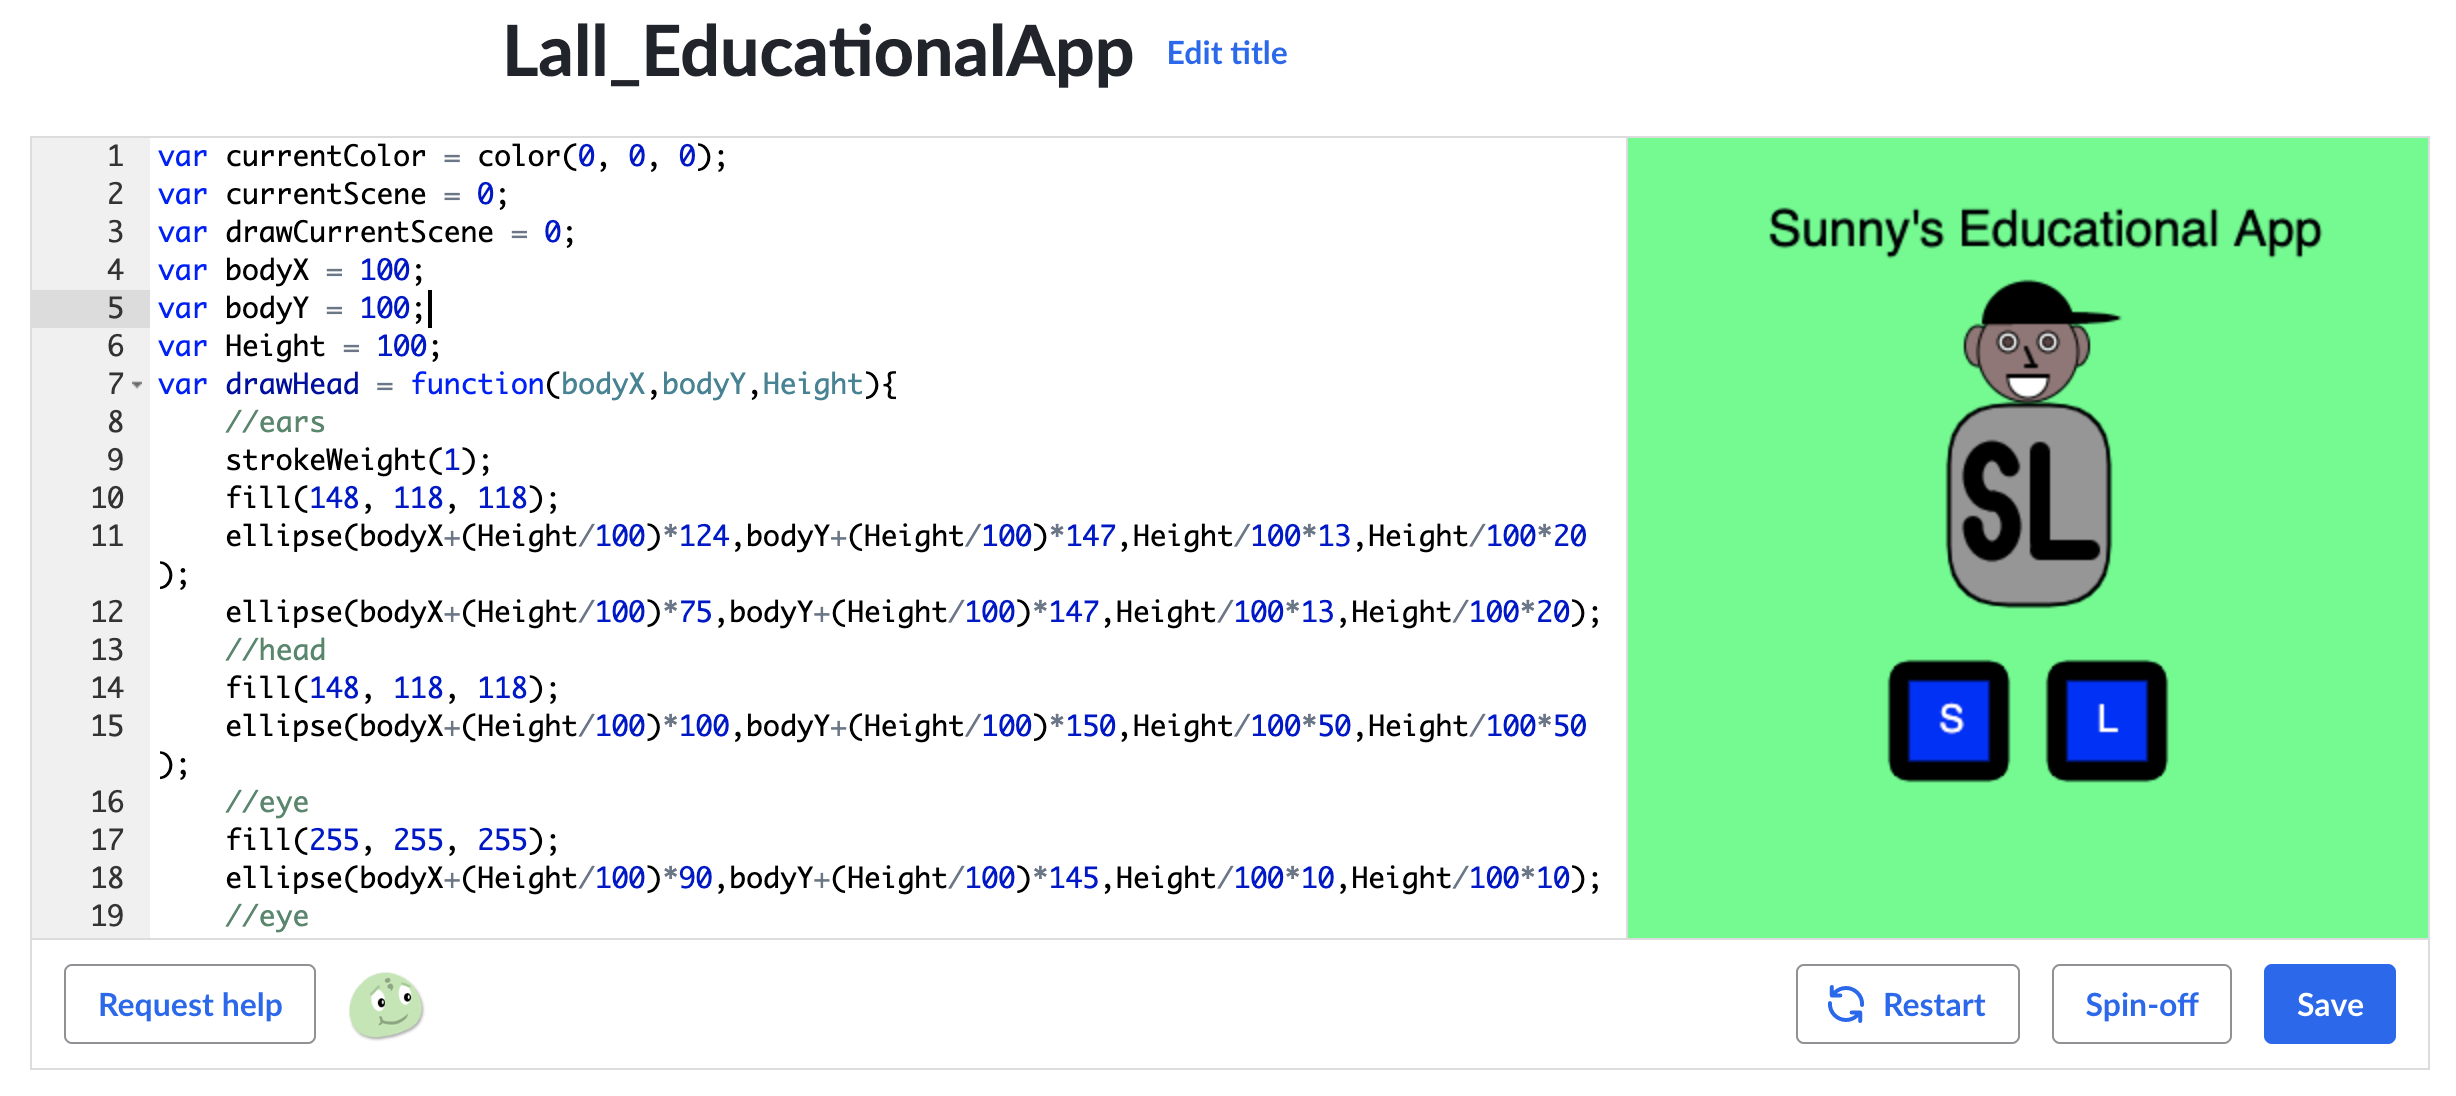 Lall_EducationalApp Edit title
1 var currentColor = color(0, 0, 0);
2 var currentScene = 0;
3 var drawCurrentScene = 0;
4 var bodyX = 100;
5 var bodyY = 100;
6 var Height = 100;
7 var drawHead = function(bodyX,bodyY,Height){
8     //ears
9     strokeWeight(1);
10     fill(148, 118, 118);
11     ellipse(bodyX+(Height/100)*124,bodyY+(Height/100)*147,Height/100*13,Height/100*20
);
12     ellipse(bodyX+(Height/100)*75,bodyY+(Height/100)*147,Height/100*13,Height/100*20);
13     //head
14     fill(148, 118, 118);
15     ellipse(bodyX+(Height/100)*100,bodyY+(Height/100)*150,Height/100*50,Height/100*50
);
16     //eye
17     fill(255, 255, 255);
18     ellipse(bodyX+(Height/100)*90,bodyY+(Height/100)*145,Height/100*10,Height/100*10);
19     //eye
Sunny's Educational App
SL
S L
Request help Restart Spin-off Save